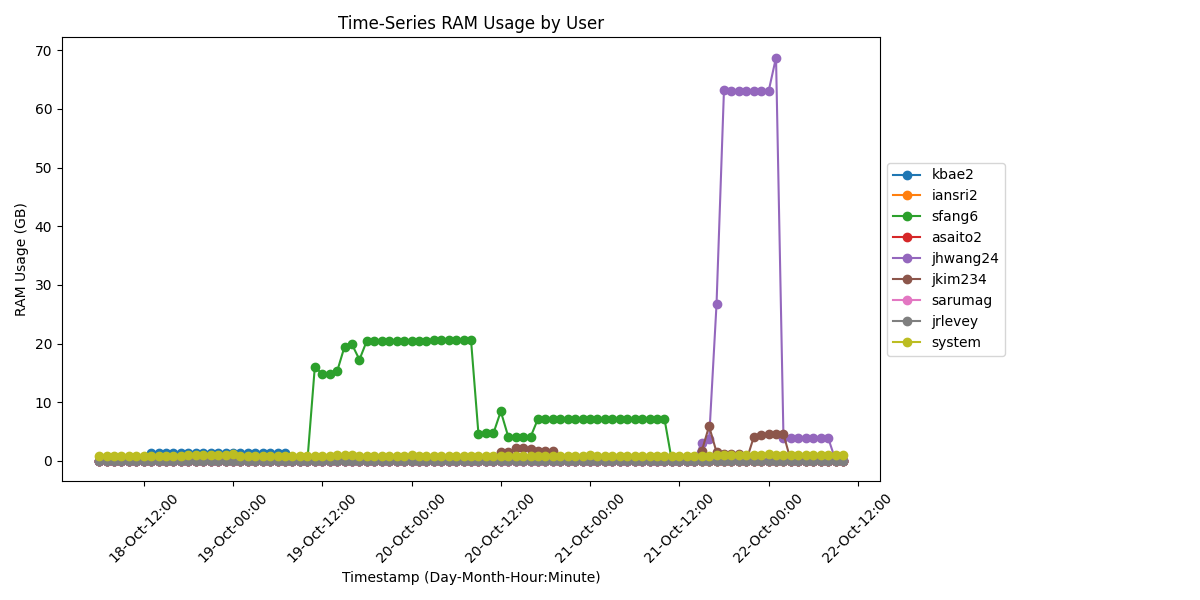 Time-Series RAM Usage by User
RAM Usage (GB)
70
60
50
40
30
20
10
0
18-Oct-12:00
19-Oct-00:00
19-Oct-12:00
20-Oct-00:00
20-Oct-12:00
21-Oct-00:00
21-Oct-12:00
22-Oct-00:00
22-Oct-12:00
Timestamp (Day-Month-Hour:Minute)
kbae2
iansri2
sfang6
asaito2
jhwang24
jkim234
sarumag
jrlevey
system